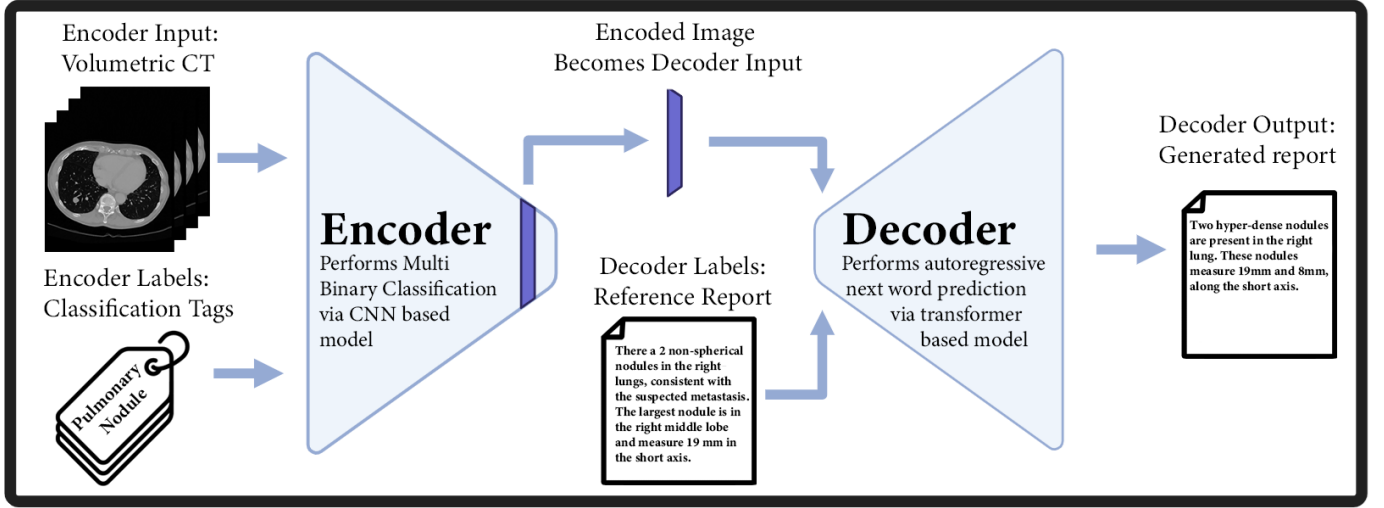 Encoder Input:
Volumetric CT
Encoder Labels:
Classification Tags
Pulmonary
Nodule
Encoder
Performs Multi
Binary Classification
via CNN based
model
Encoded Image
Becomes Decoder Input
Decoder Labels:
Reference Report
There a 2 non-spherical
nodules in the right
lungs, consistent with
the suspected metastasis.
The largest nodule is in
the right middle lobe
and measure 19 mm in
the short axis.
Decoder
Performs autoregressive
next word prediction
via transformer
based model
Decoder Output:
Generated report
Two hyper-dense nodules
are present in the right
lung. These nodules
measure 19mm and 8mm,
along the short axis.